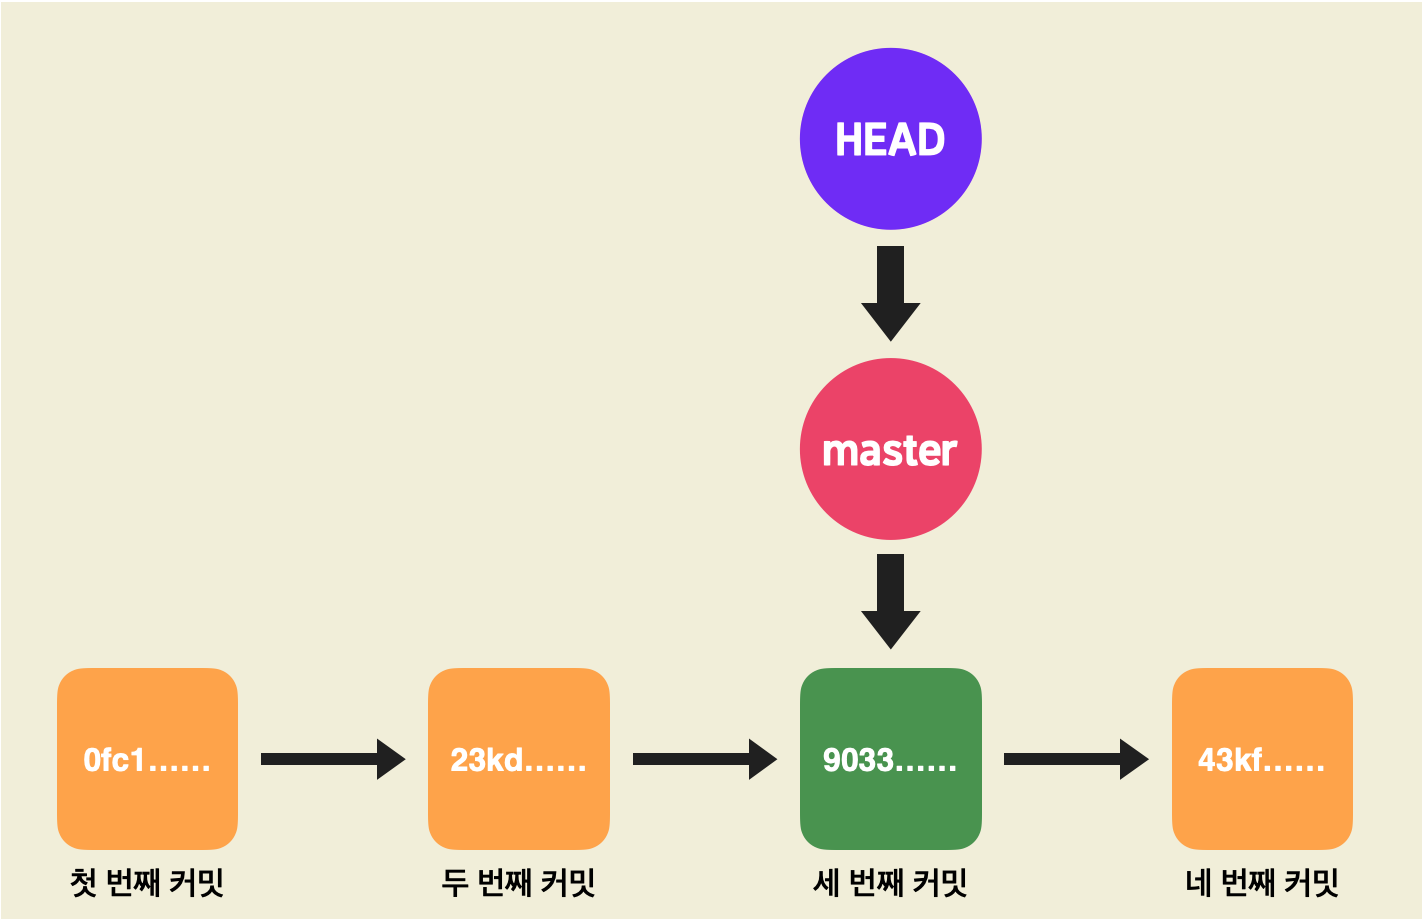 HEAD
master
0fc1......
23kd......
9033......
43kf......
첫 번째 커밋
두 번째 커밋
세 번째 커밋
네 번째 커밋